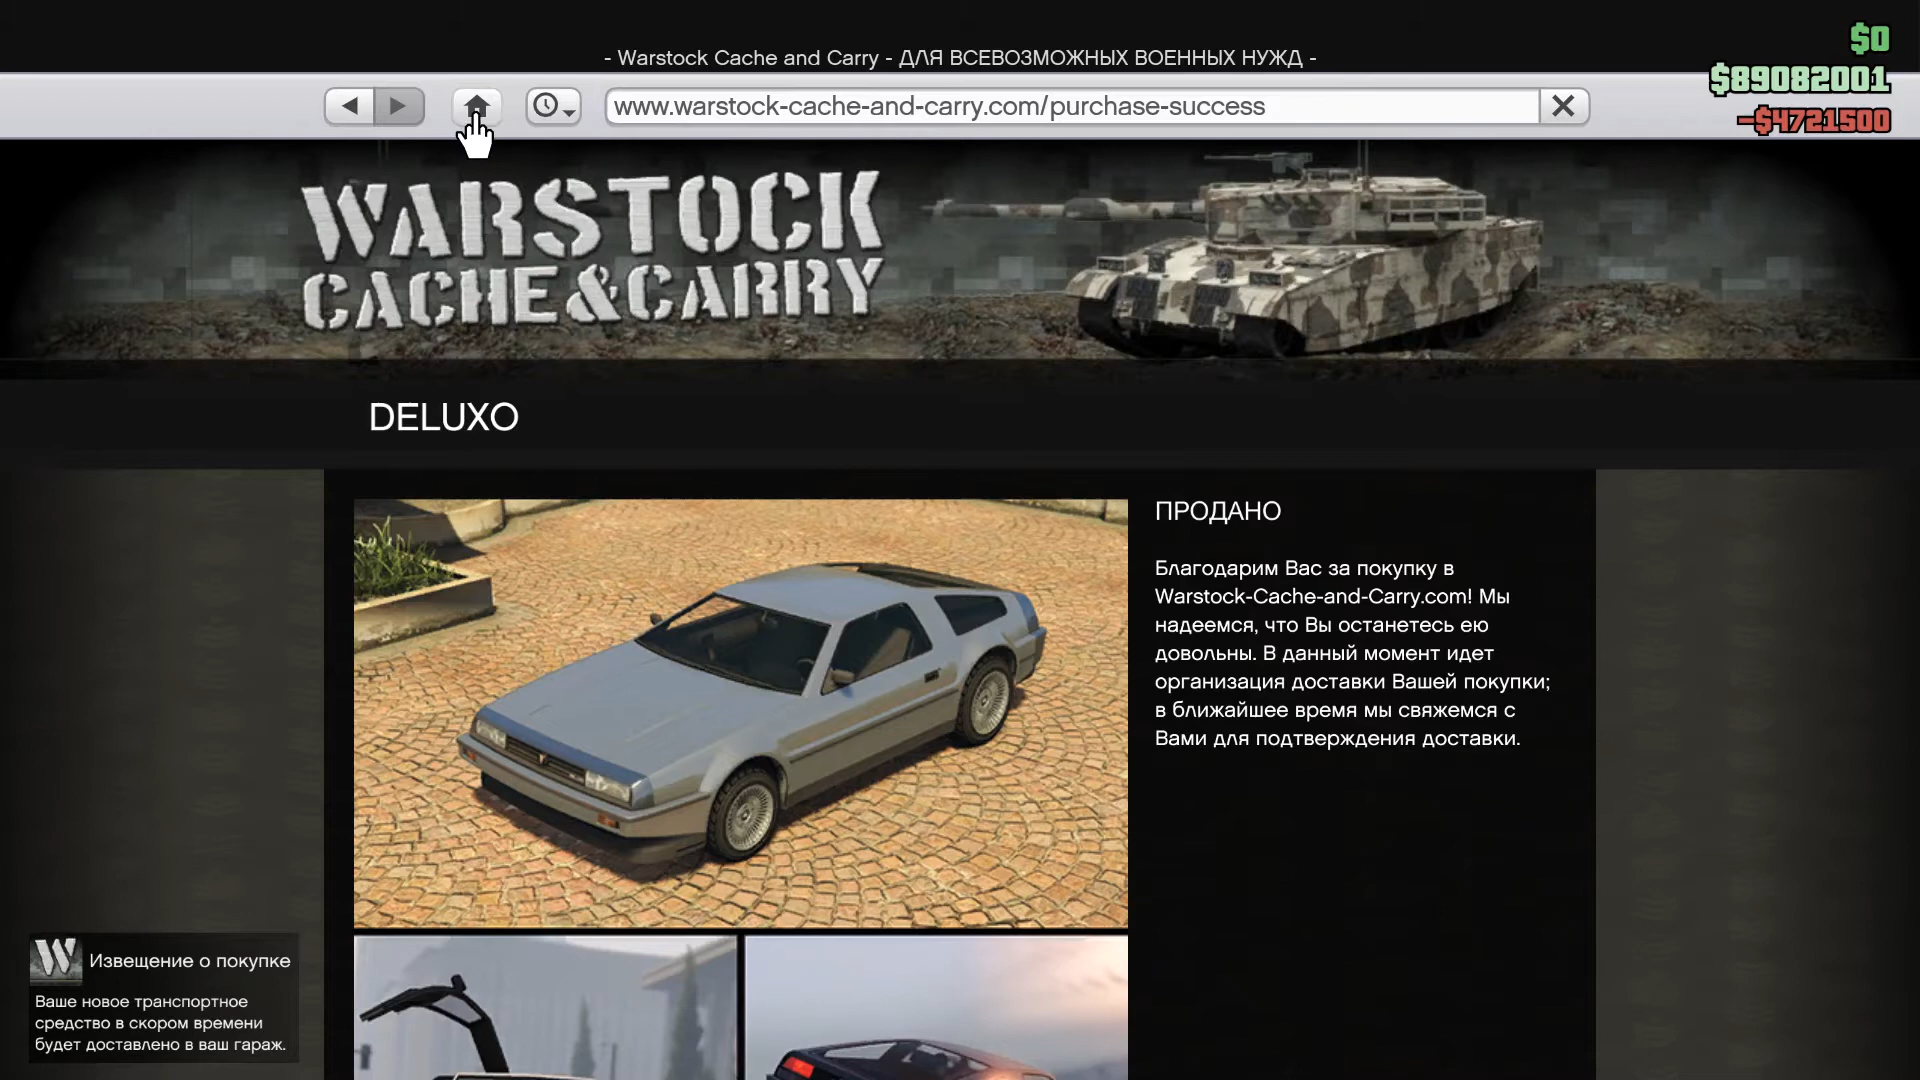 - Warstock Cache and Carry - ДЛЯ ВСЕВОЗМОЖНЫХ ВОЕННЫХ НУЖД -
$0
$89082001
-$4721500
www.warstock-cache-and-carry.com/purchase-success
WARSTOCK
CACHE&CARRY
DELUXO
ПРОДАНО
Благодарим Вас за покупку в
Warstock-Cache-and-Carry.com! Мы
надеемся, что Вы останетесь ею
довольны. В данный момент идет
организация доставки Вашей покупки;
в ближайшее время мы свяжемся с
Вами для подтверждения доставки.
W
Извещение о покупке
Ваше новое транспортное
средство в скором времени
будет доставлено в ваш гараж.